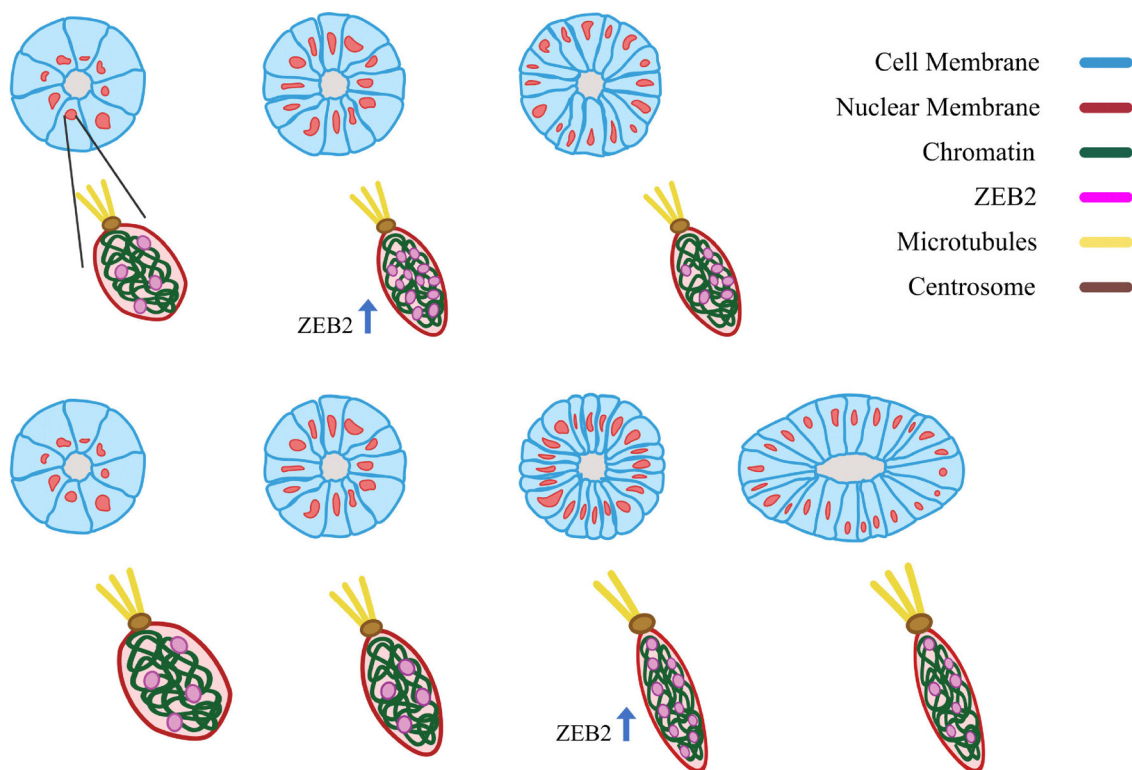 Cell Membrane
Nuclear Membrane
Chromatin
ZEB2
Microtubules
Centrosome
ZEB2
ZEB2